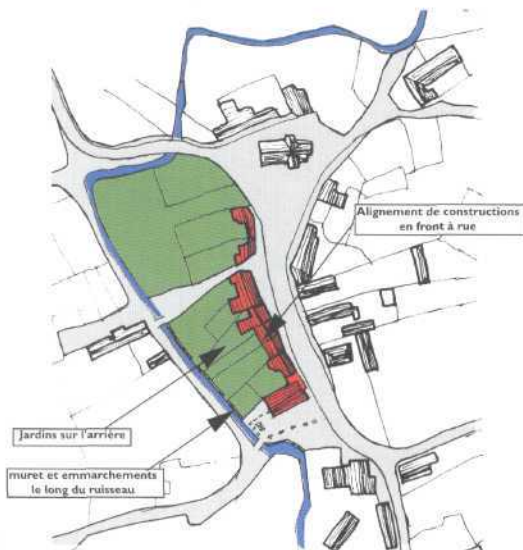 Alignement de constructions
en front à rue
Jardins sur l'arrière
muret et emmarchements
le long du ruisseau